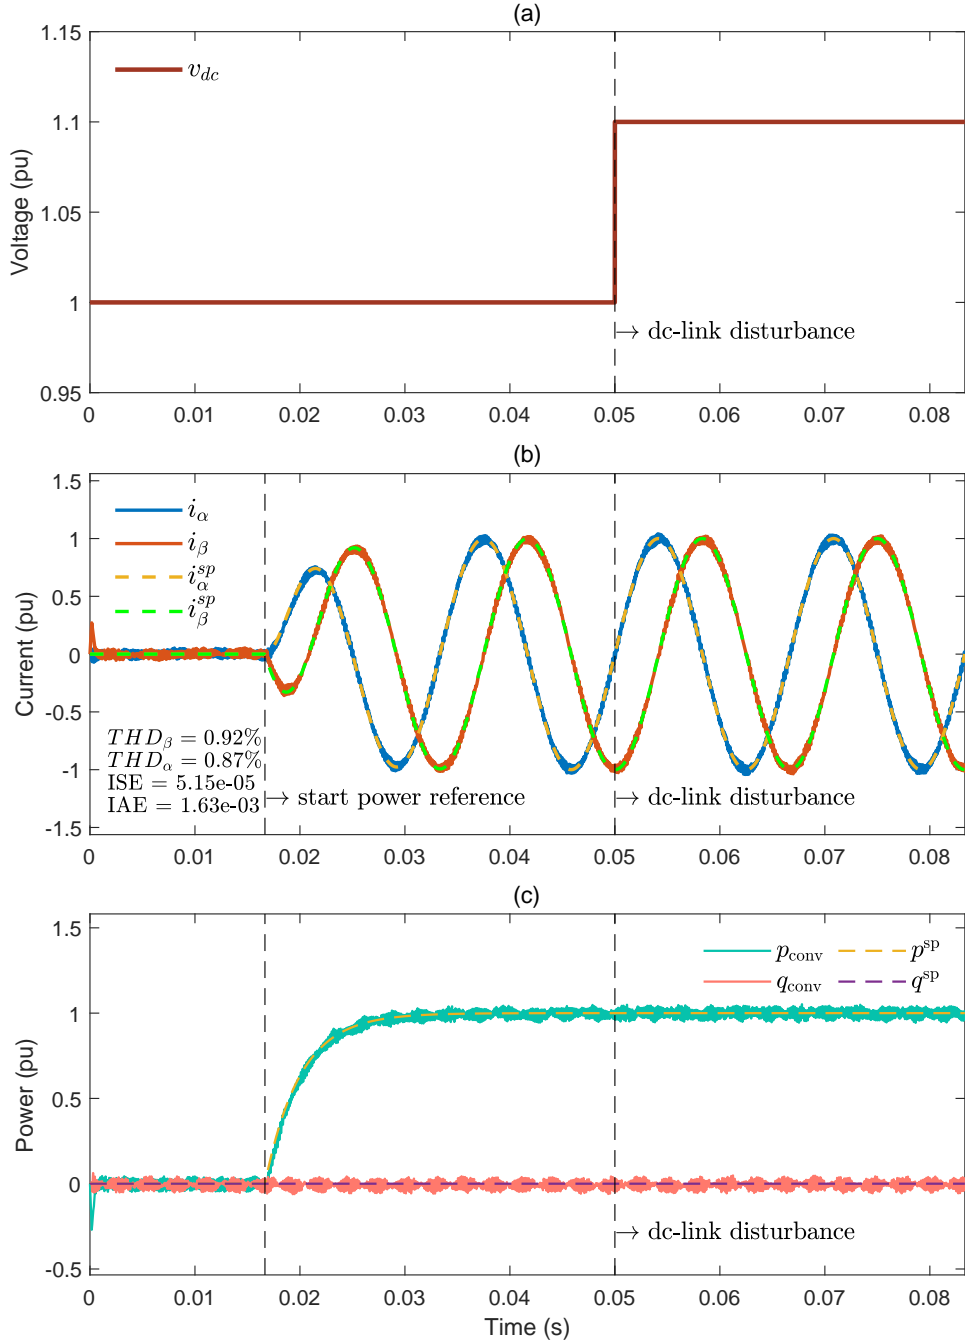 (a)
1.15
1.1
1.05
1
0.95
Voltage (pu)
v_dc
→ dc-link disturbance
0 0.01 0.02 0.03 0.04 0.05 0.06 0.07 0.08
(b)
1.5
1
0.5
0
-0.5
-1
-1.5
Current (pu)
i_α
i_β
i_α^sp
i_β^sp
THD_β = 0.92%
THD_α = 0.87%
ISE = 5.15e-05
IAE = 1.63e-03
→ start power reference
→ dc-link disturbance
0 0.01 0.02 0.03 0.04 0.05 0.06 0.07 0.08
(c)
1.5
1
0.5
0
-0.5
Power (pu)
p_conv p^sp
q_conv q^sp
→ dc-link disturbance
0 0.01 0.02 0.03 0.04 0.05 0.06 0.07 0.08
Time (s)